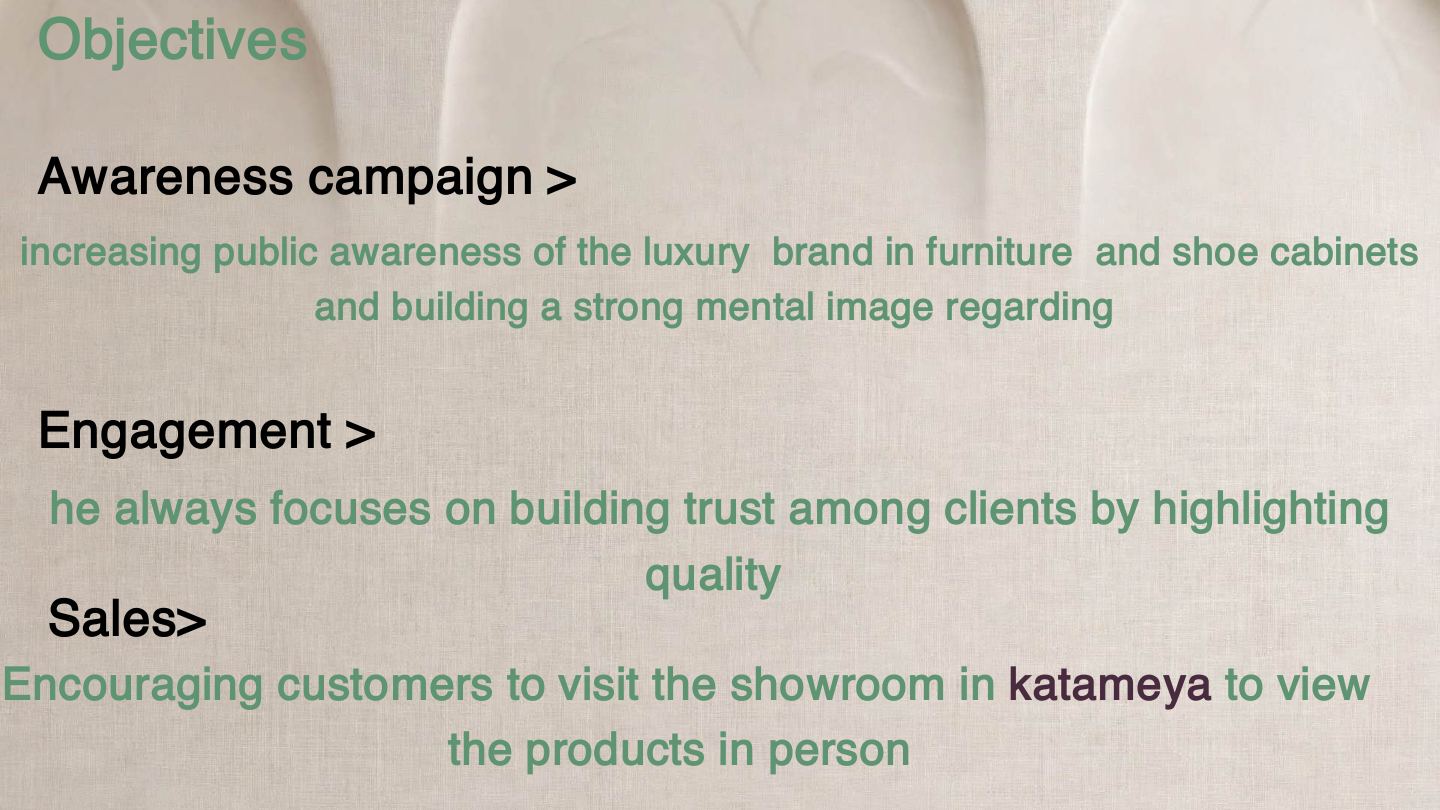 Objectives
Awareness campaign >
increasing public awareness of the luxury  brand in furniture  and shoe cabinets
and building a strong mental image regarding
Engagement >
he always focuses on building trust among clients by highlighting
quality
Sales>
Encouraging customers to visit the showroom in katameya to view
the products in person